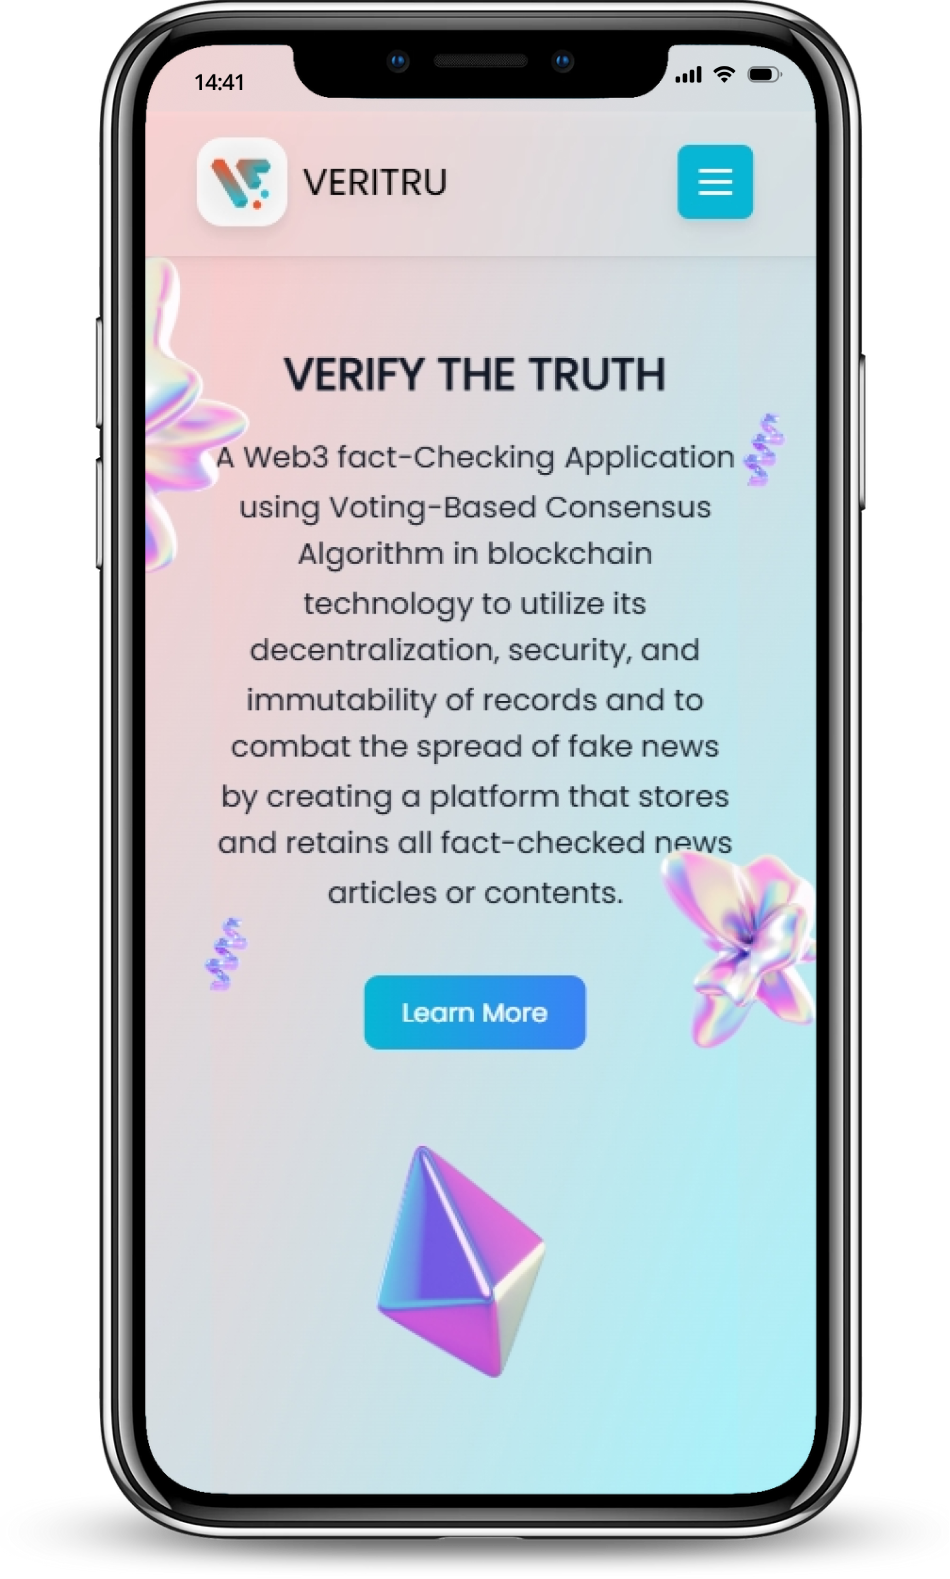 14:41
VERITRU
VERIFY THE TRUTH
A Web3 fact-Checking Application
using Voting-Based Consensus
Algorithm in blockchain
technology to utilize its
decentralization, security, and
immutability of records and to
combat the spread of fake news
by creating a platform that stores
and retains all fact-checked news
articles or contents.
Learn More